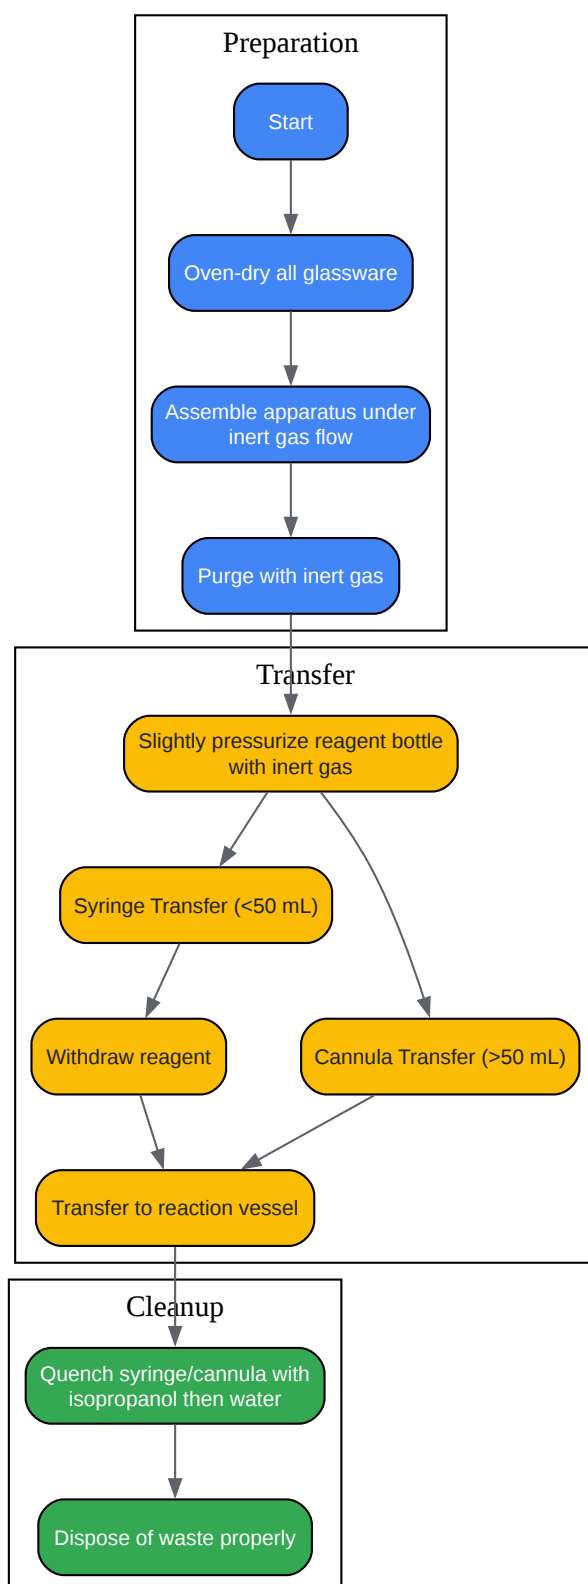 Preparation
Start
Oven-dry all glassware
Assemble apparatus under
inert gas flow
Purge with inert gas
Transfer
Slightly pressurize reagent bottle
with inert gas
Syringe Transfer (<50 mL)
Withdraw reagent
Cannula Transfer (>50 mL)
Transfer to reaction vessel
Cleanup
Quench syringe/cannula with
isopropanol then water
Dispose of waste properly